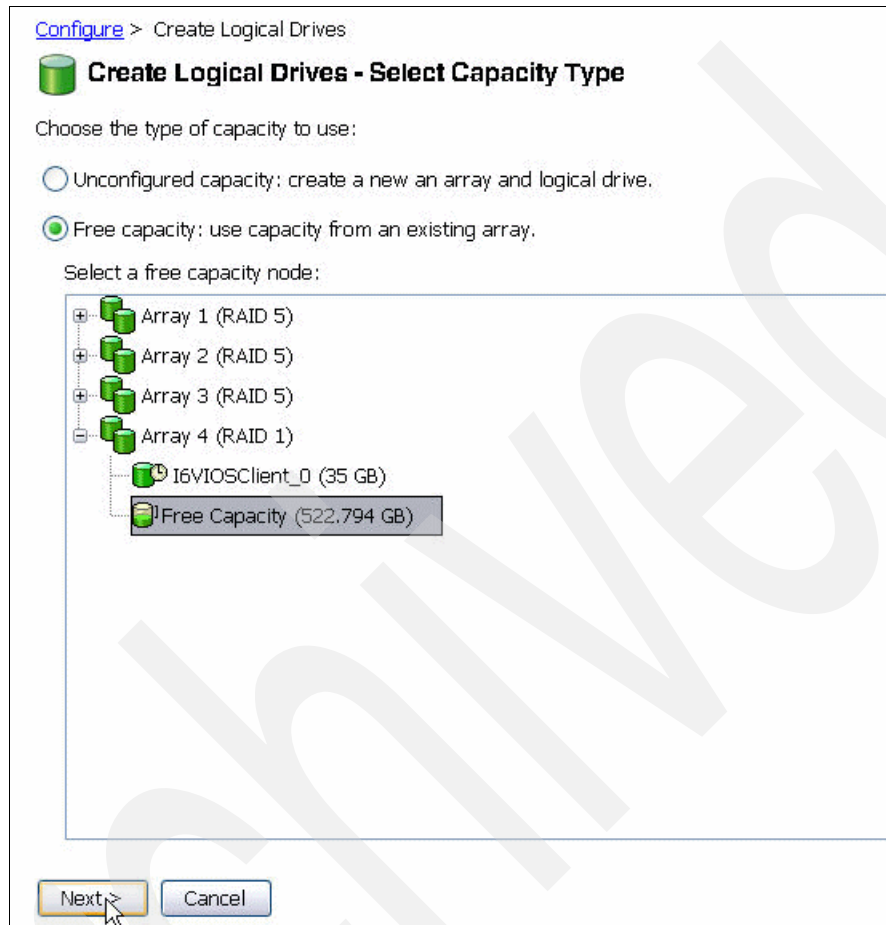 Configure > Create Logical Drives
Create Logical Drives - Select Capacity Type
Choose the type of capacity to use:
Unconfigured capacity: create a new an array and logical drive.
Free capacity: use capacity from an existing array.
Select a free capacity node:
Array 1 (RAID 5)
Array 2 (RAID 5)
Array 3 (RAID 5)
Array 4 (RAID 1)
I6VIOSClient_0 (35 GB)
Free Capacity (522.794 GB)
Next > Cancel